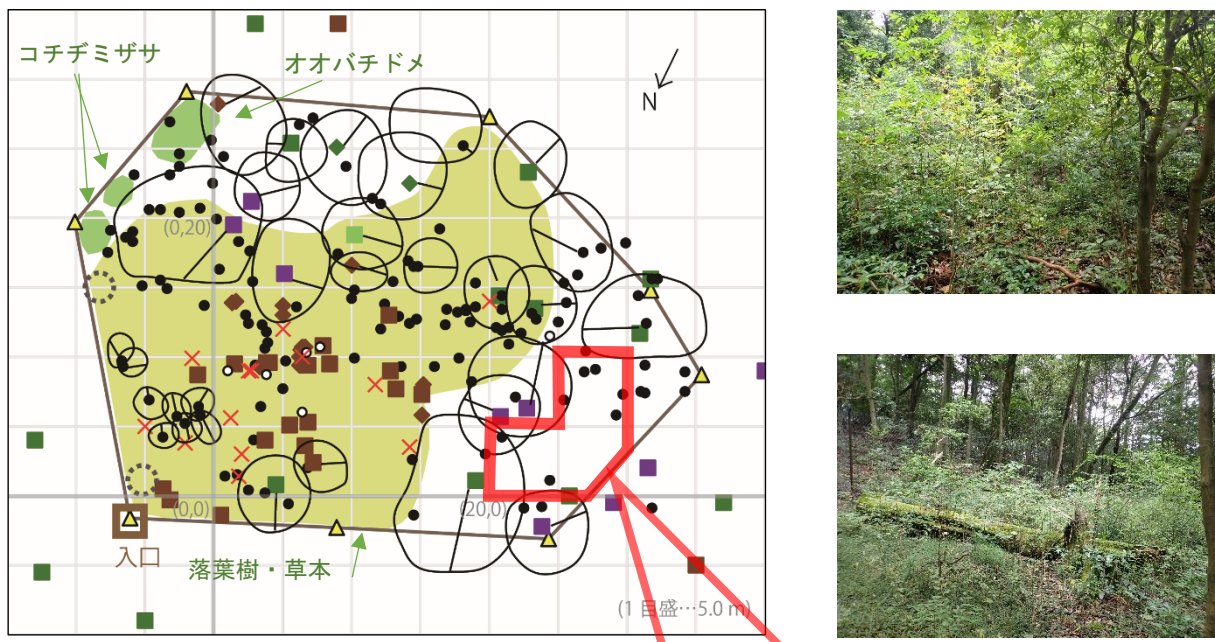 コチヂミザサ
オオバチドメ
N
(0,20)
(0,0)
(20,0)
入口
落葉樹・草本
(1 目盛…5.0 m)